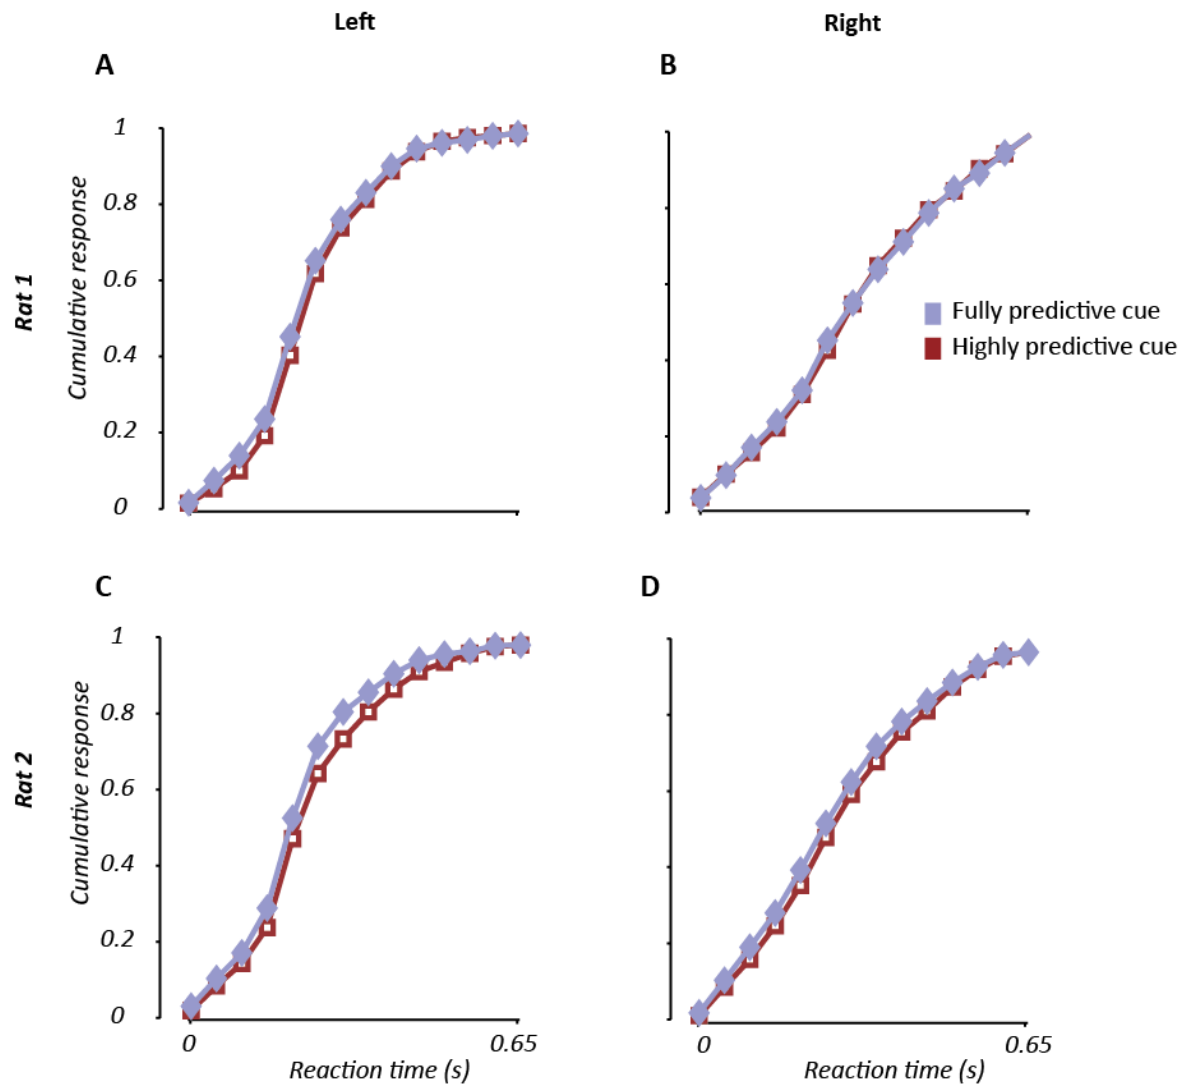 Left
Right
A
B
1
0.8
0.6
0.4
0.2
0
Cumulative response
Rat 1
Fully predictive cue
Highly predictive cue
C
D
1
0.8
0.6
0.4
0.2
0
Cumulative response
Rat 2
0
0.65
0
0.65
Reaction time (s)
Reaction time (s)